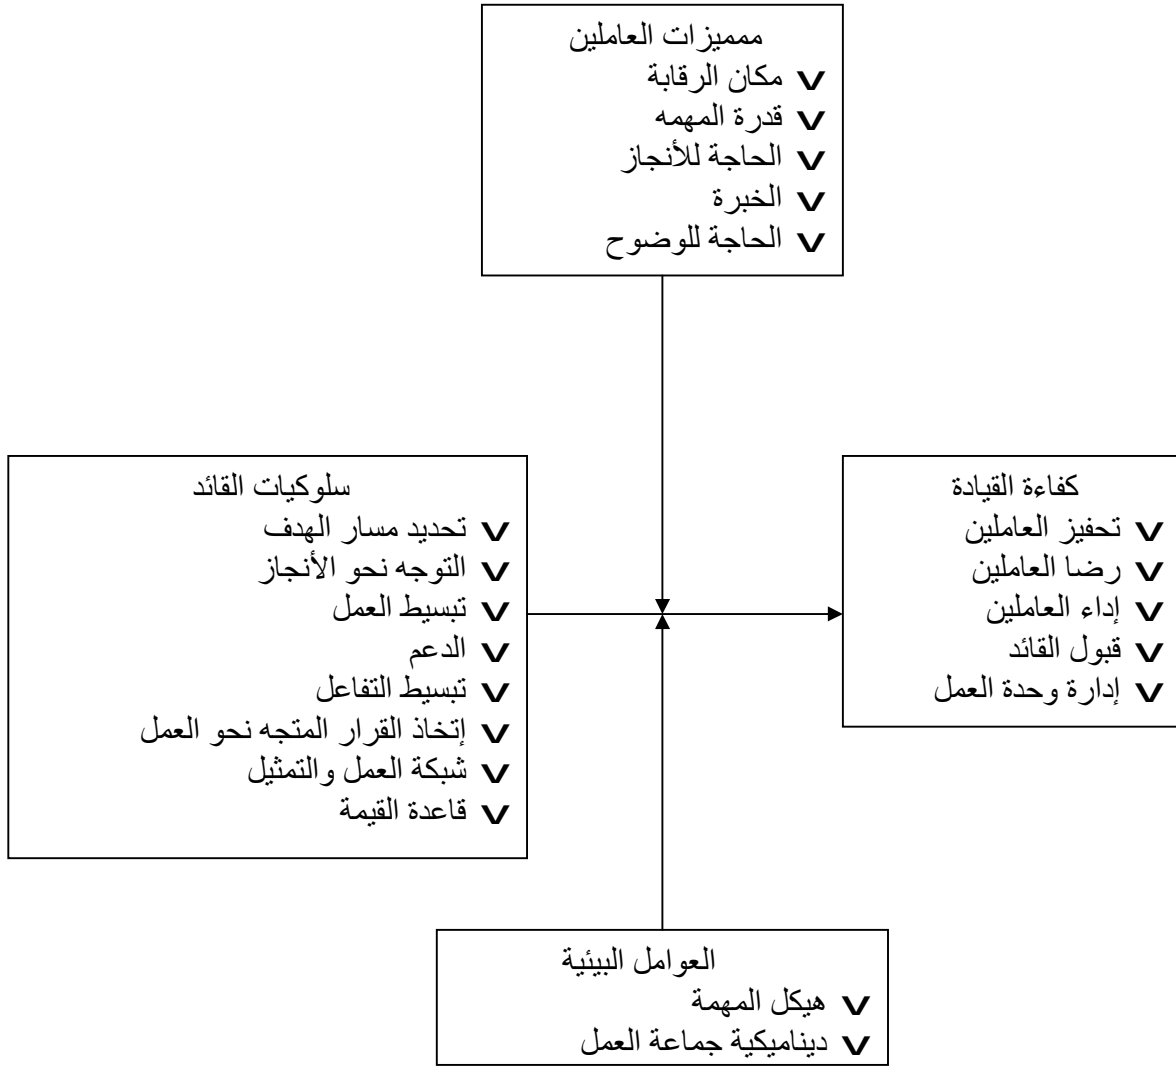 مممیزات العاملين
مكان الرقابة
قدرة المهمه
الحاجة للأنجاز
الخبرة
الحاجة للوضوح
سلوكيات القائد
تحديد مسار الهدف
التوجه نحو الأنجاز
تبسيط العمل
الدعم
تبسيط التفاعل
إتخاذ القرار المتجه نحو العمل
شبكة العمل والتمثيل
قاعدة القيمة
كفاءة القيادة
تحفيز العاملين
رضا العاملين
إداء العاملين
قبول القائد
إدارة وحدة العمل
العوامل البيئية
هيكل المهمة
ديناميكية جماعة العمل